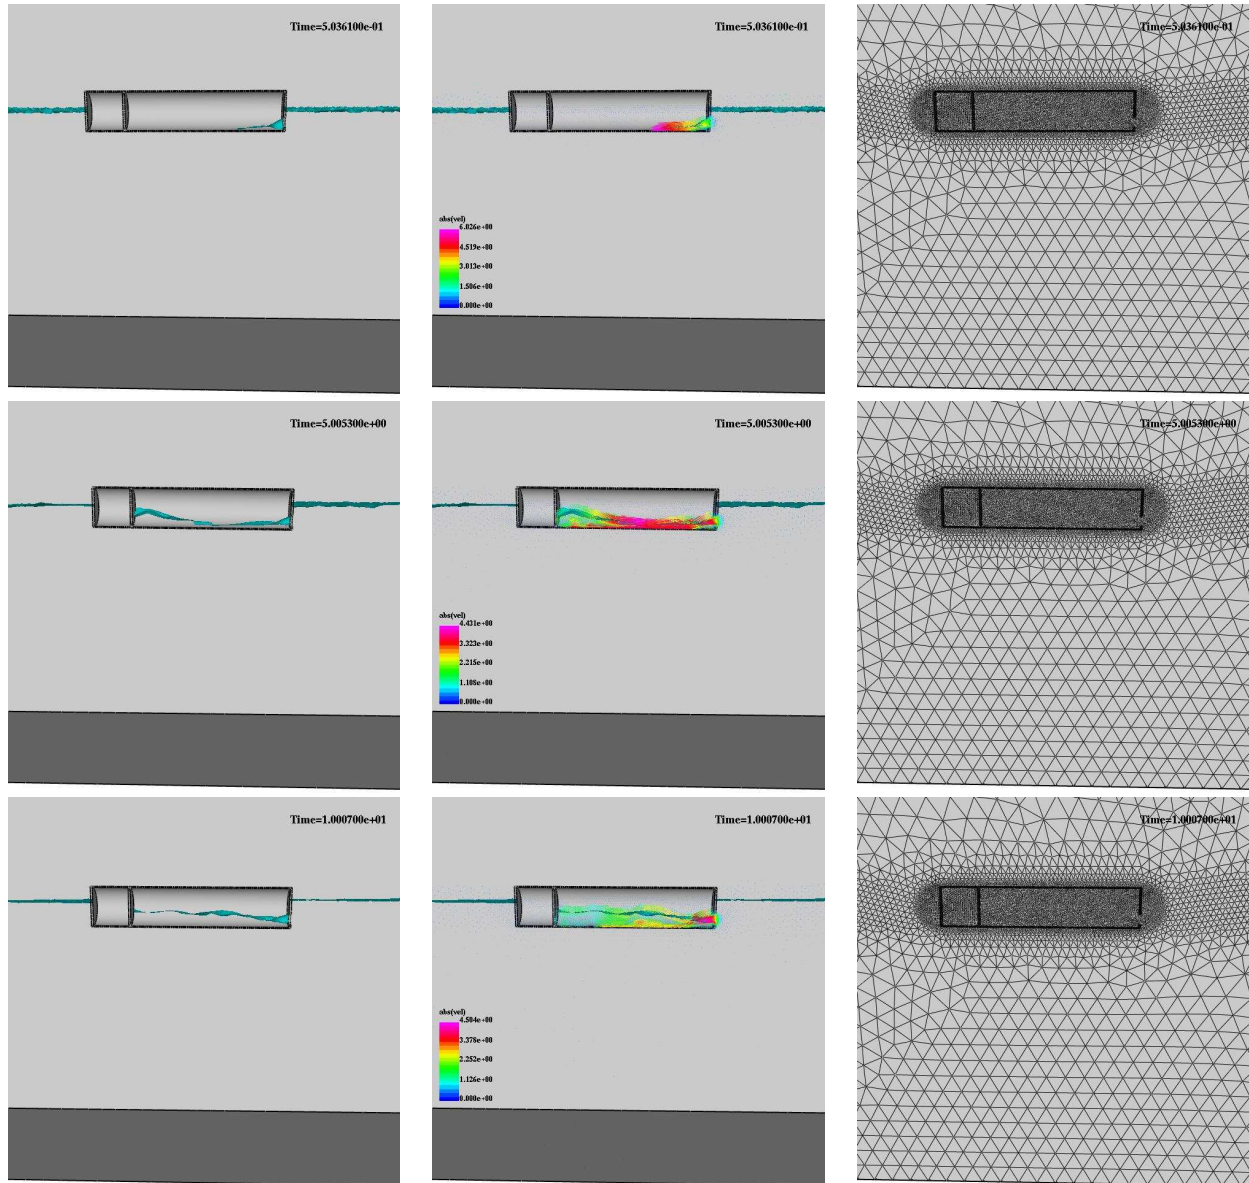 Time=5.036100e-01
Time=5.036100e-01
Time=5.036100e-01
abs(vel)
6.026e+00
4.519e+00
3.013e+00
1.506e+00
0.000e+00
Time=5.005300e+00
Time=5.005300e+00
Time=5.005300e+00
abs(vel)
4.431e+00
3.323e+00
2.215e+00
1.108e+00
0.000e+00
Time=1.000700e+01
Time=1.000700e+01
Time=1.000700e+01
abs(vel)
4.504e+00
3.378e+00
2.252e+00
1.126e+00
0.000e+00